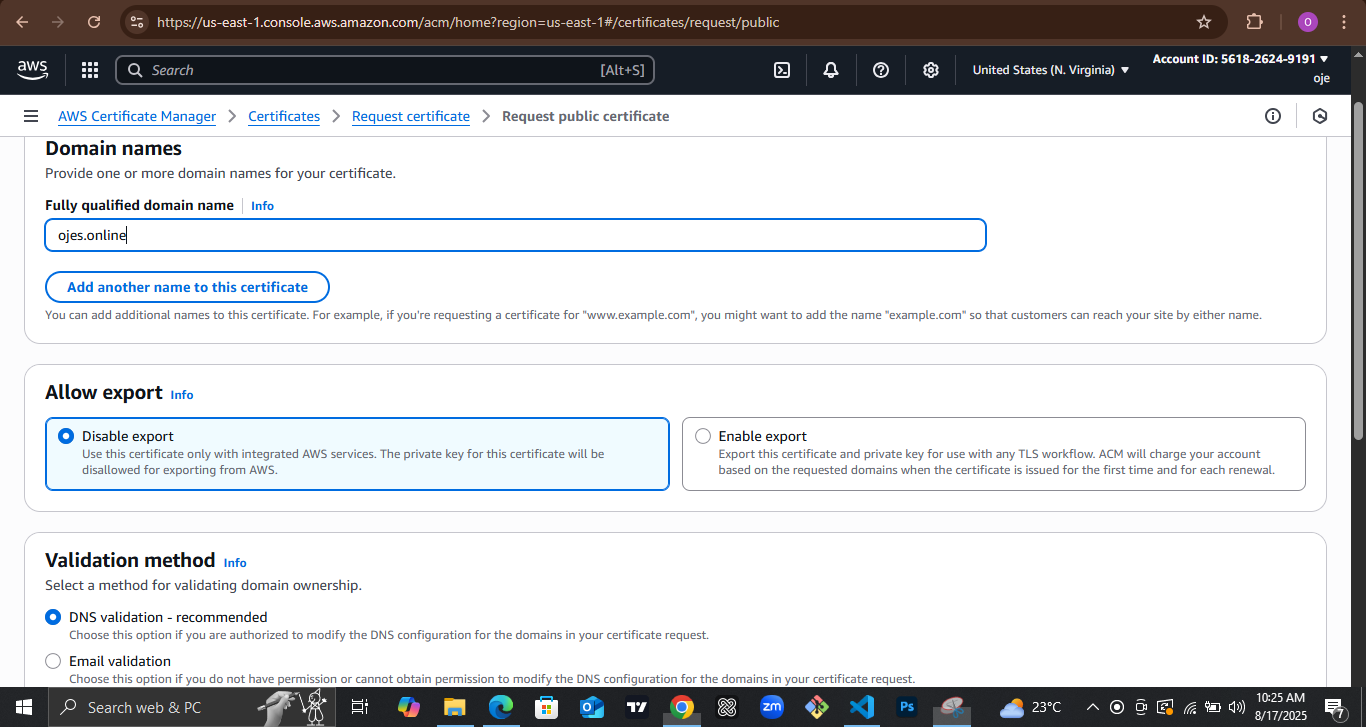 https://us-east-1.console.aws.amazon.com/acm/home?region=us-east-1#/certificates/request/public
O
aws
Search
[Alt+S]
United States (N. Virginia)
Account ID: 5618-2624-9191
oje
AWS Certificate Manager
Certificates
Request certificate
Request public certificate
Domain names
Provide one or more domain names for your certificate.
Fully qualified domain name
Info
ojes.online
Add another name to this certificate
You can add additional names to this certificate. For example, if you're requesting a certificate for "www.example.com", you might want to add the name "example.com" so that customers can reach your site by either name.
Allow export Info
Disable export
Use this certificate only with integrated AWS services. The private key for this certificate will be
disallowed for exporting from AWS.
Enable export
Export this certificate and private key for use with any TLS workflow. ACM will charge your account
based on the requested domains when the certificate is issued for the first time and for each renewal.
Validation method Info
Select a method for validating domain ownership.
DNS validation - recommended
Choose this option if you are authorized to modify the DNS configuration for the domains in your certificate request.
Email validation
Choose this option if you do not have permission or cannot obtain permission to modify the DNS configuration for the domains in your certificate request.
Search web & PC
zm
Ps
23°C
10:25 AM
8/17/2025
7